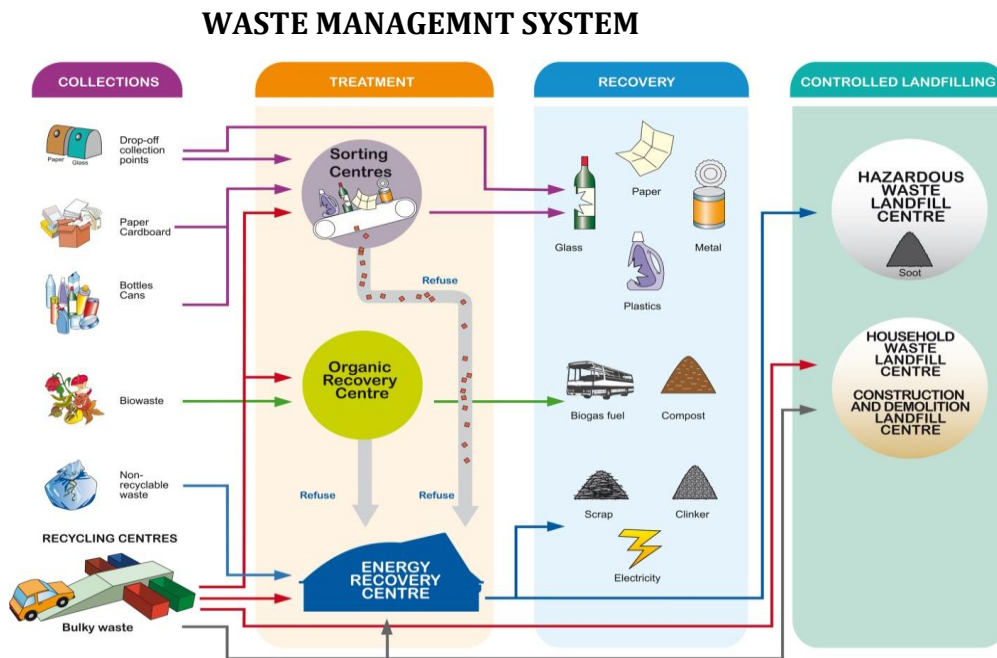 WASTE MANAGEMNT SYSTEM
COLLECTIONS
TREATMENT
RECOVERY
CONTROLLED LANDFILLING
Paper
Glass
Drop-off
collection
points
Paper
Cardboard
Bottles
Cans
Biowaste
Non-
recyclable
waste
RECYCLING CENTRES
Bulky waste
Sorting
Centres
Refuse
Organic
Recovery
Centre
Refuse
Refuse
ENERGY
RECOVERY
CENTRE
Paper
Glass
Metal
Plastics
Biogas fuel
Compost
Scrap
Clinker
Electricity
HAZARDOUS
WASTE
LANDFILL
CENTRE
Soot
HOUSEHOLD
WASTE
LANDFILL
CENTRE
CONSTRUCTION
AND DEMOLITION
LANDFILL
CENTRE